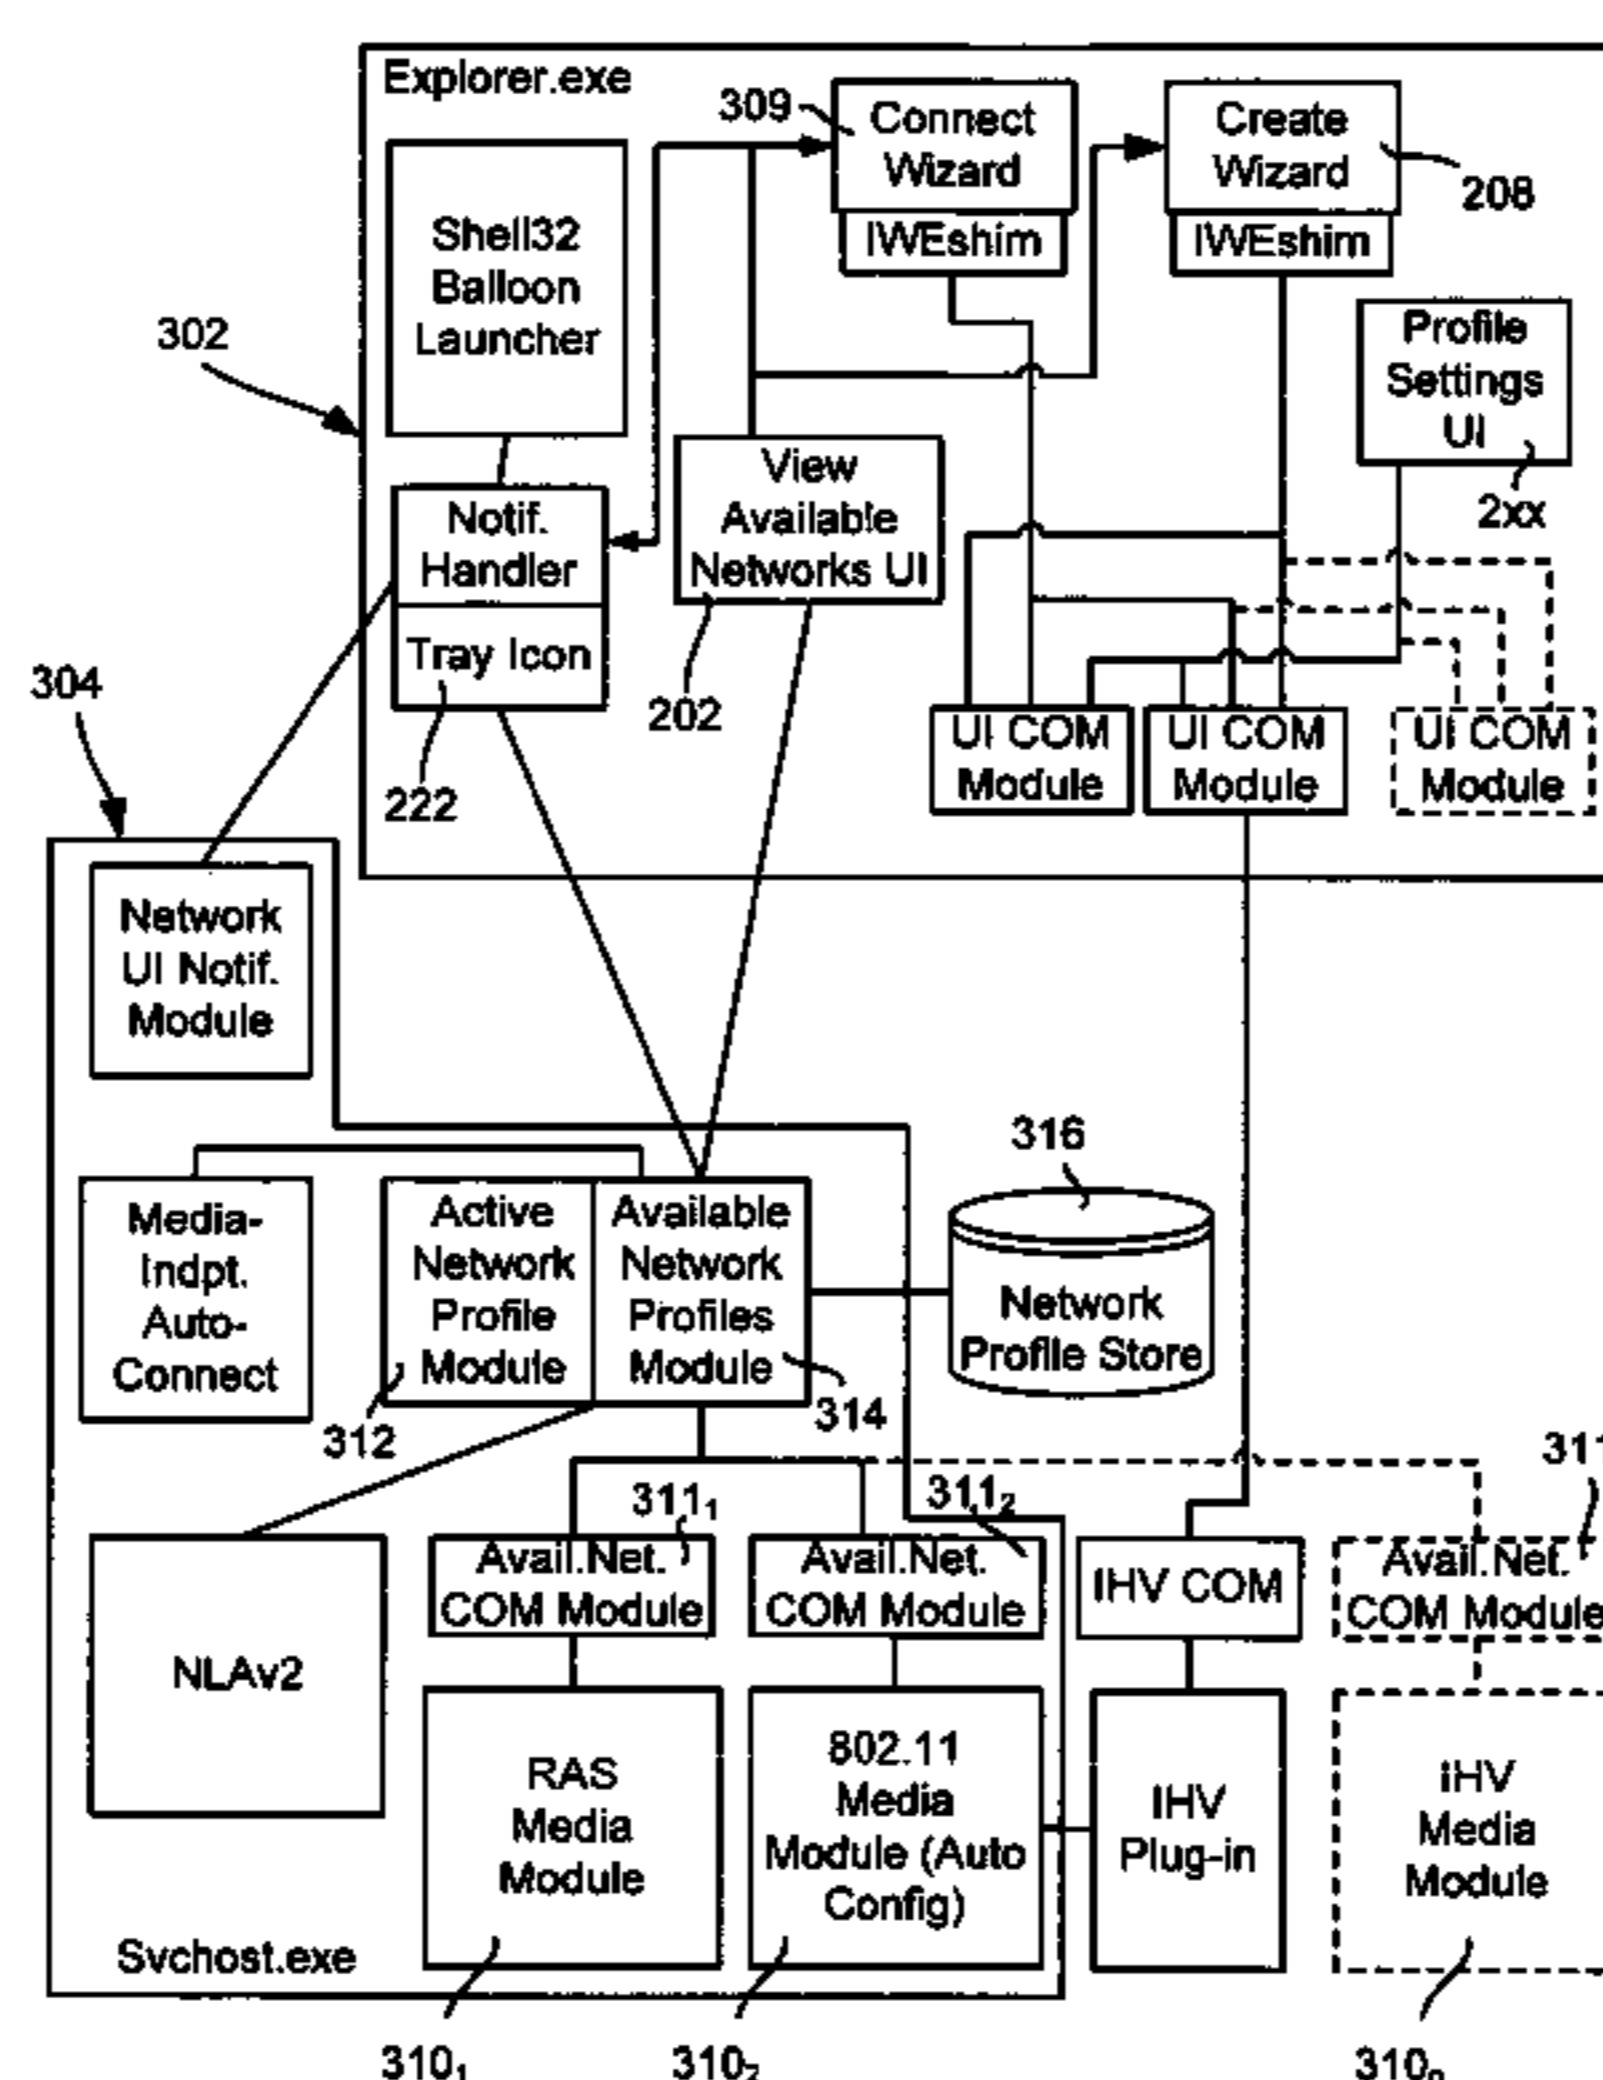 Explorer.exe
309
Connect
Wizard
IWEshim
Create
Wizard
IWEshim
208
Shell32
Balloon
Launcher
302
Profile
Settings
UI
2xx
Notif.
Handler
Tray Icon
222
View
Available
Networks UI
202
304
UI COM
Module
UI COM
Module
UI COM
Module
Network
UI Notif.
Module
316
Network
Profile Store
Media-
Indpt.
Auto-
Connect
Active
Network
Profile
Module
312
Available
Network
Profiles
Module
314
311₁
311₂
311
Avail.Net.
COM Module
Avail.Net.
COM Module
IHV COM
Avail.Net.
COM Module
NLAv2
RAS
Media
Module
802.11
Media
Module (Auto
Config)
IHV
Plug-in
IHV
Media
Module
Svchost.exe
310₁
310₂
310